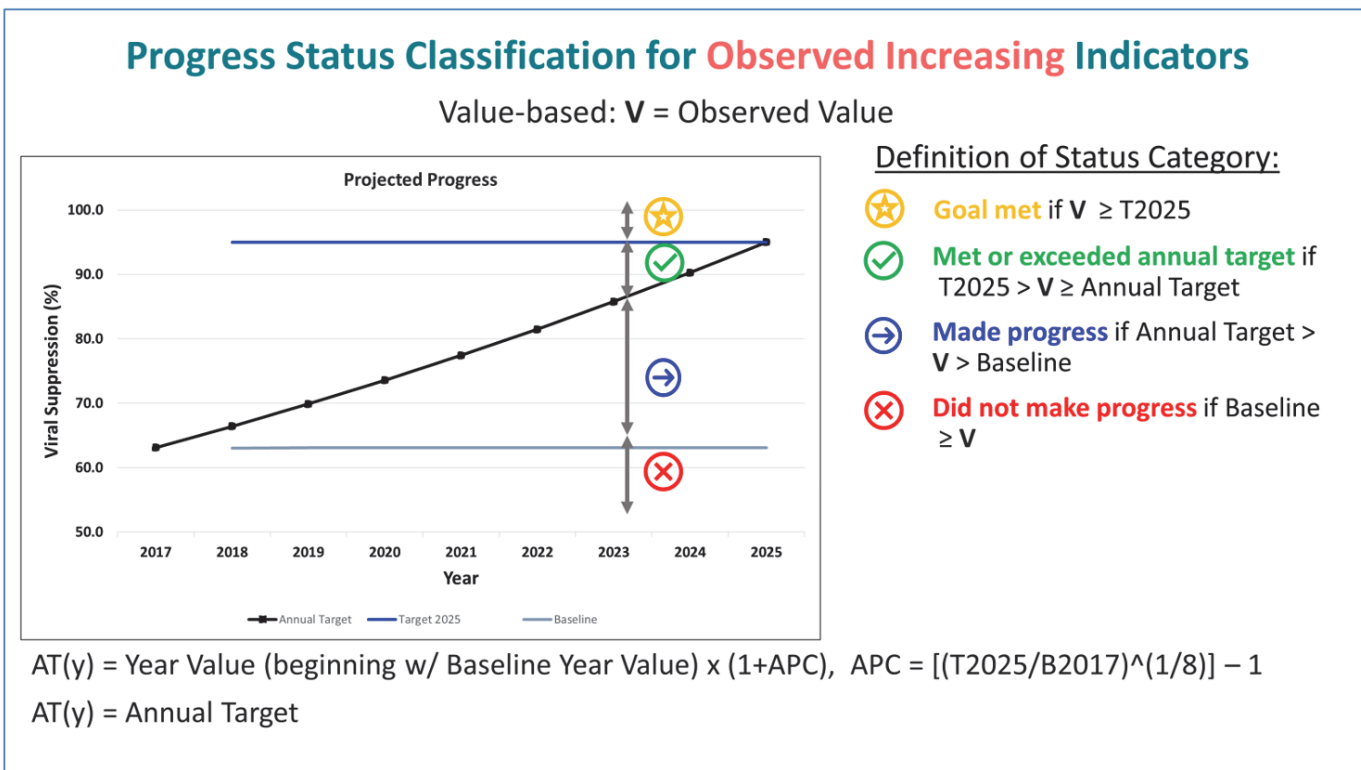 Progress Status Classification for Observed Increasing Indicators
Value-based: V = Observed Value
Projected Progress
100.0
90.0
80.0
70.0
60.0
50.0
Viral Suppression (%)
2017 2018 2019 2020 2021 2022 2023 2024 2025
Year
Annual Target Target 2025 Baseline
Definition of Status Category:
Goal met if V ≥ T2025
Met or exceeded annual target if
T2025 > V ≥ Annual Target
Made progress if Annual Target >
V > Baseline
Did not make progress if Baseline
≥ V
AT(y) = Year Value (beginning w/ Baseline Year Value) x (1+APC), APC = [(T2025/B2017)^(1/8)] – 1
AT(y) = Annual Target